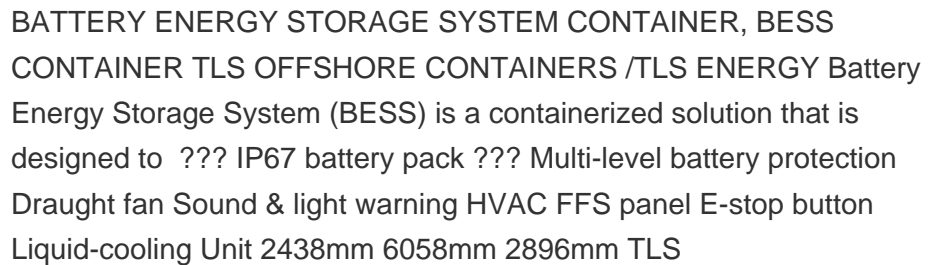 BATTERY ENERGY STORAGE SYSTEM CONTAINER, BESS
CONTAINER TLS OFFSHORE CONTAINERS /TLS ENERGY Battery
Energy Storage System (BESS) is a containerized solution that is
designed to ??? IP67 battery pack ??? Multi-level battery protection
Draught fan Sound & light warning HVAC FFS panel E-stop button
Liquid-cooling Unit 2438mm 6058mm 2896mm TLS